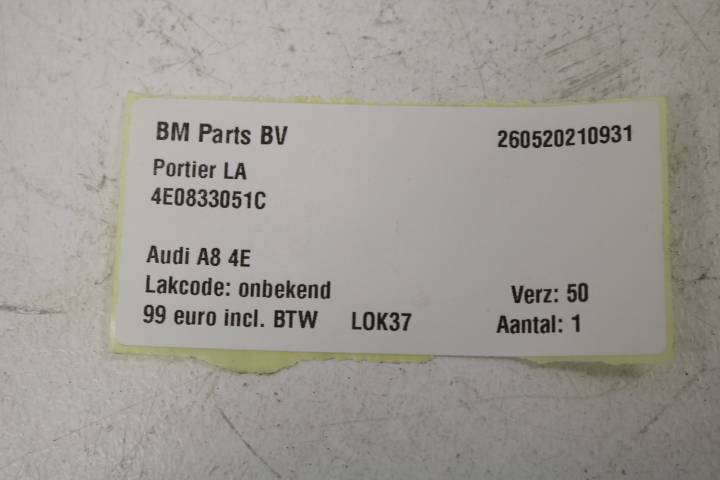 BM Parts BV 260520210931
Portier LA
4E0833051C
Audi A8 4E
Lakcode: onbekend Verz: 50
99 euro incl. BTW LOK37 Aantal: 1